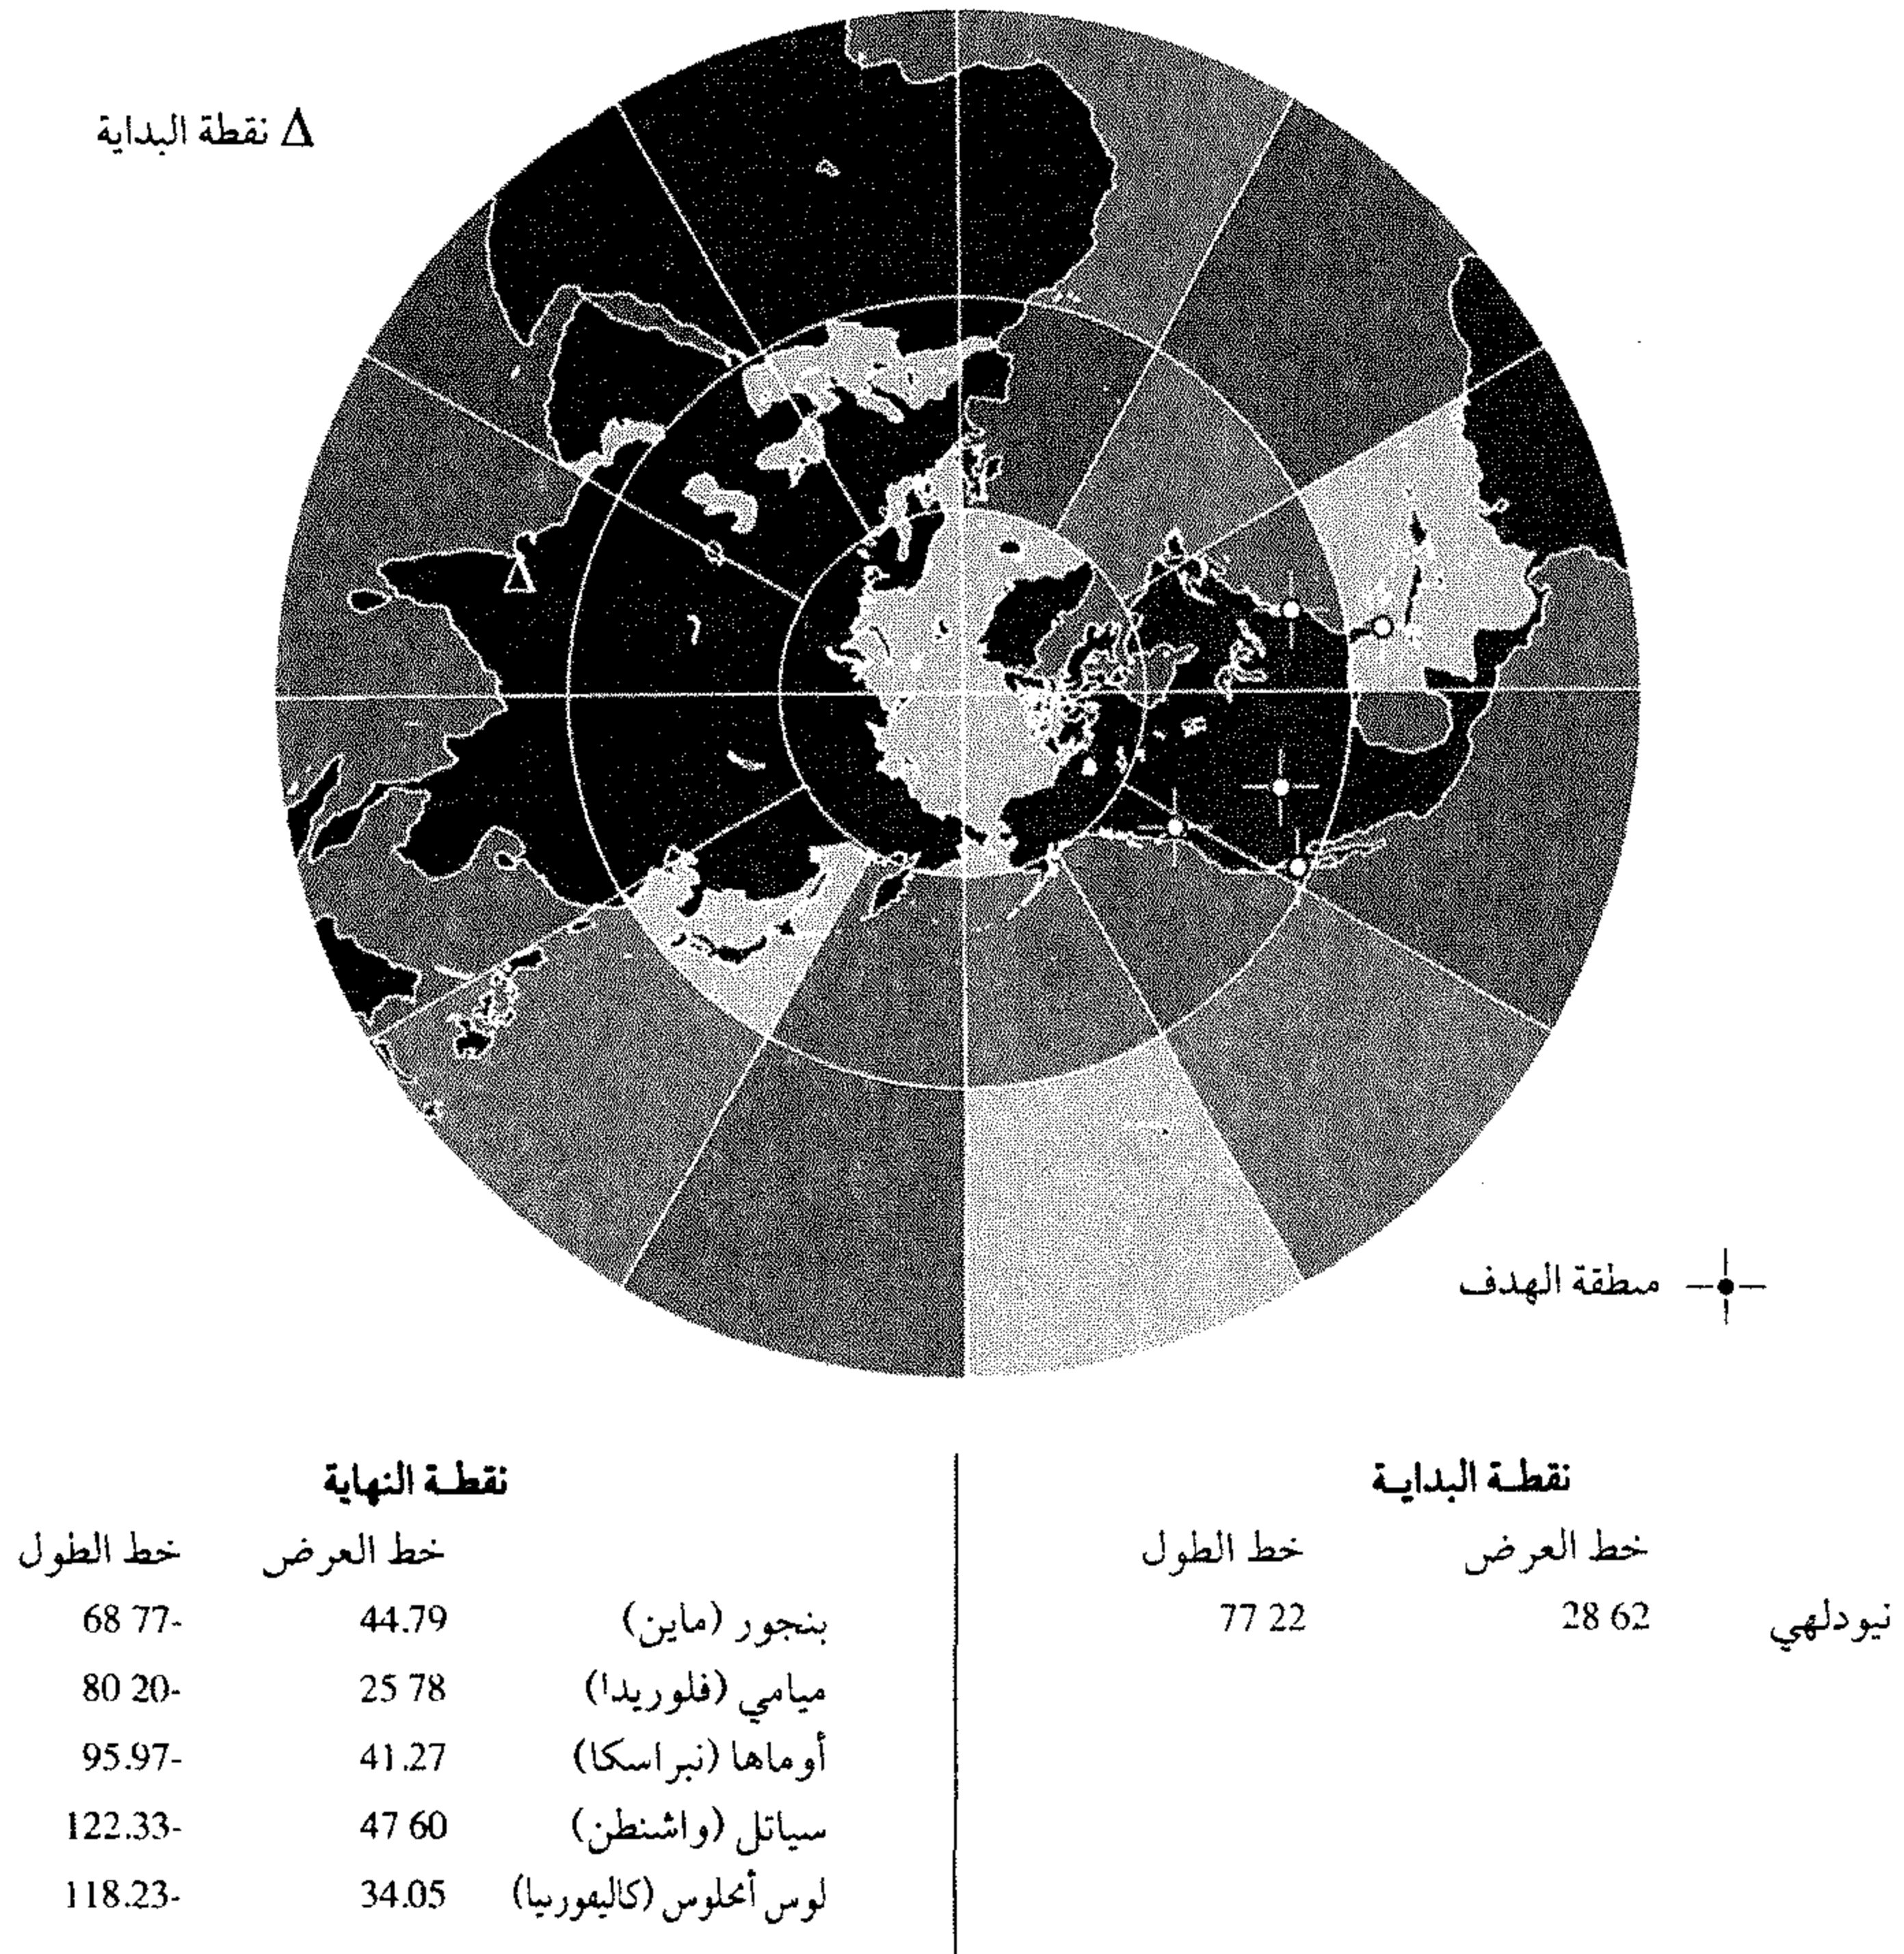 Δ نقطة البداية
منطقة الهدف
نقطة البداية
خط العرض خط الطول
نيودلهي 28 62 77 22
نقطة النهاية
خط العرض خط الطول
بنجور (ماين) 44.79 68 77-
ميامي (فلوريدا) 25 78 80 20-
أوماها (نبراسكا) 41.27 95.97-
سياتل (واشنطن) 47 60 122.33-
لوس أنحلوس (كاليفورنيا) 34.05 118.23-